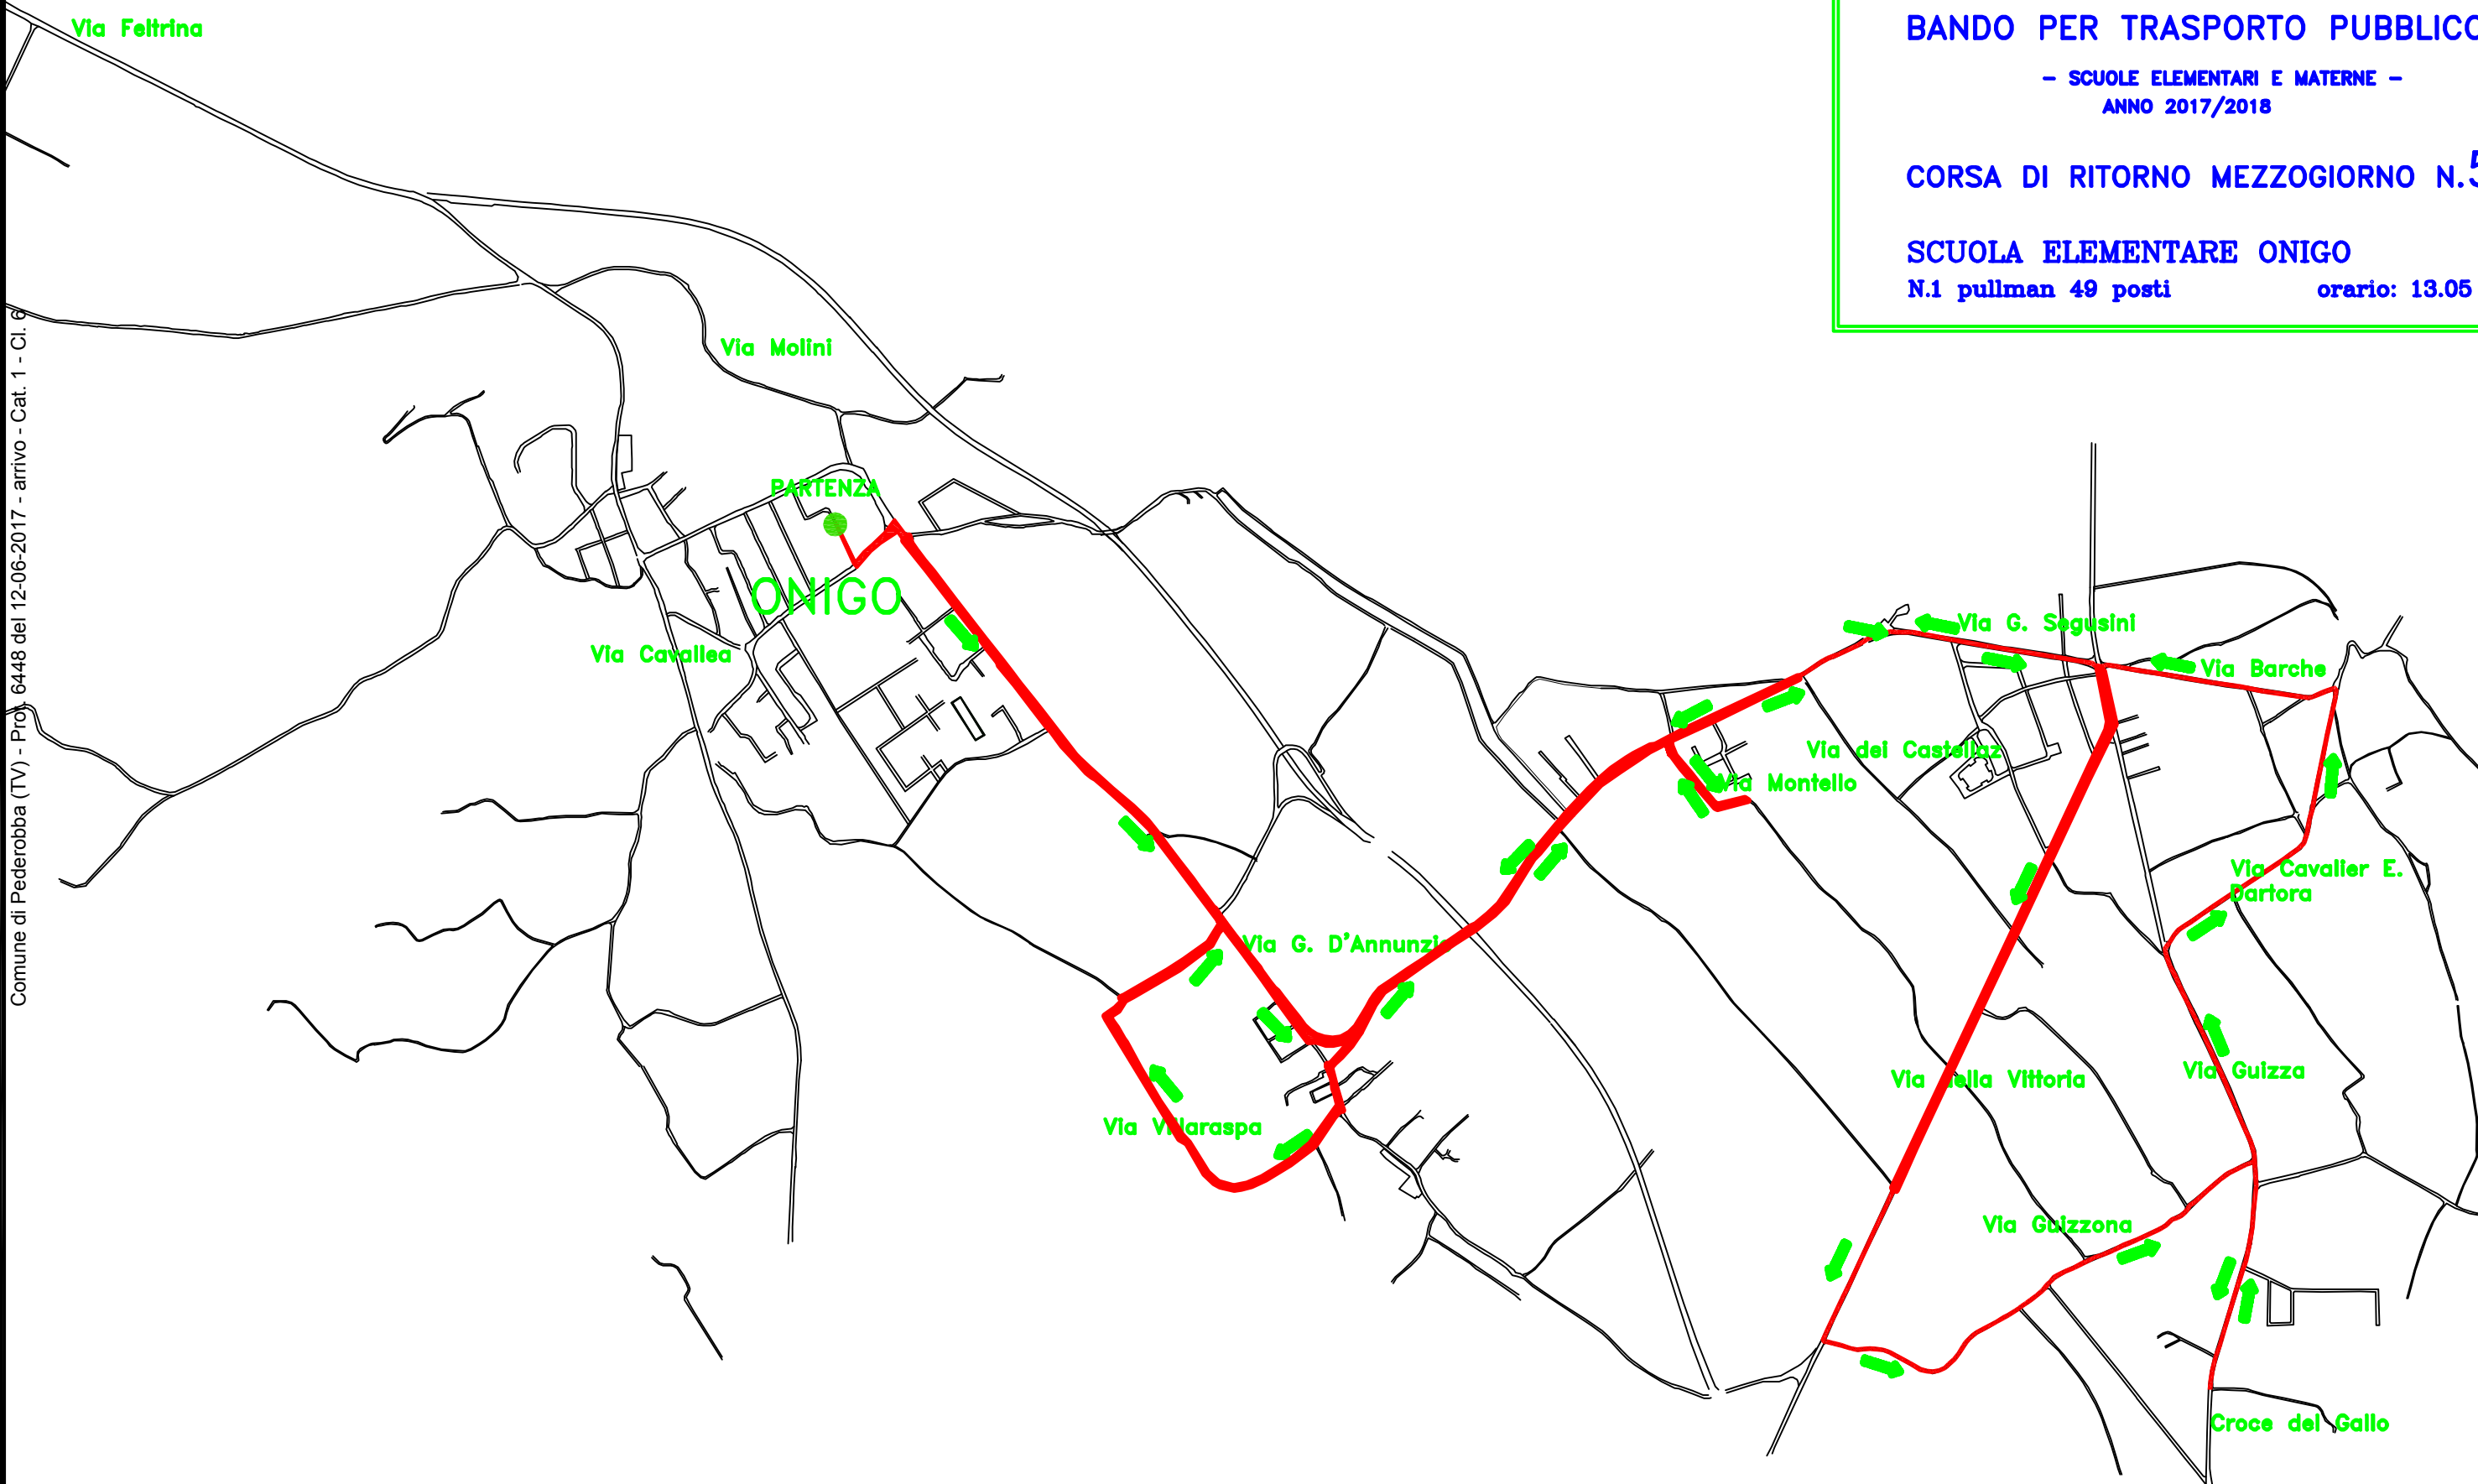 Via Feltrina
BANDO PER TRASPORTO PUBBLICO
- SCUOLE ELEMENTARI E MATERNE -
ANNO 2017/2018
CORSA DI RITORNO MEZZOGIORNO N.5
SCUOLA ELEMENTARE ONIGO
N.1 pullman 49 posti orario: 13.05
Via Molini
PARTENZA
ONIGO
Via Cavallea
Via G. Segusini
Via Barche
Via dei Castellaz
Via Montello
Via Cavalier E.
Dartora
Via G. D'Annunzio
Via della Vittoria
Via Guizza
Via Villaraspa
Via Guizzona
Croce del Gallo
Comune di Pederobba (TV) - Prot. 6448 del 12-06-2017 - arrivo - Cat. 1 - Cl. 6